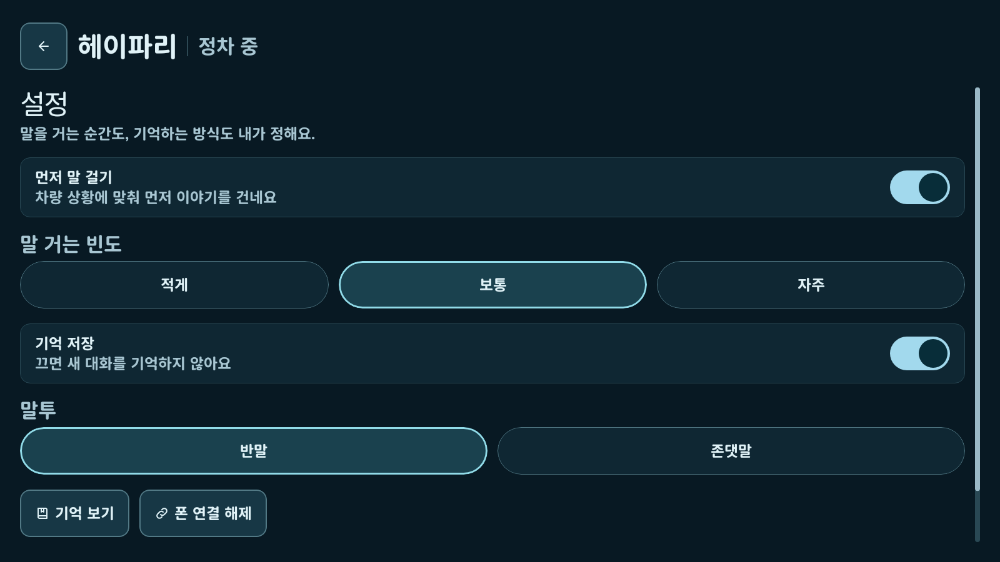 헤이파리
정차 중
설정
말을 거는 순간도, 기억하는 방식도 내가 정해요.
먼저 말 걸기
차량 상황에 맞춰 먼저 이야기를 건네요
말 거는 빈도
적게
보통
자주
기억 저장
끄면 새 대화를 기억하지 않아요
말투
반말
존댓말
기억 보기
폰 연결 해제